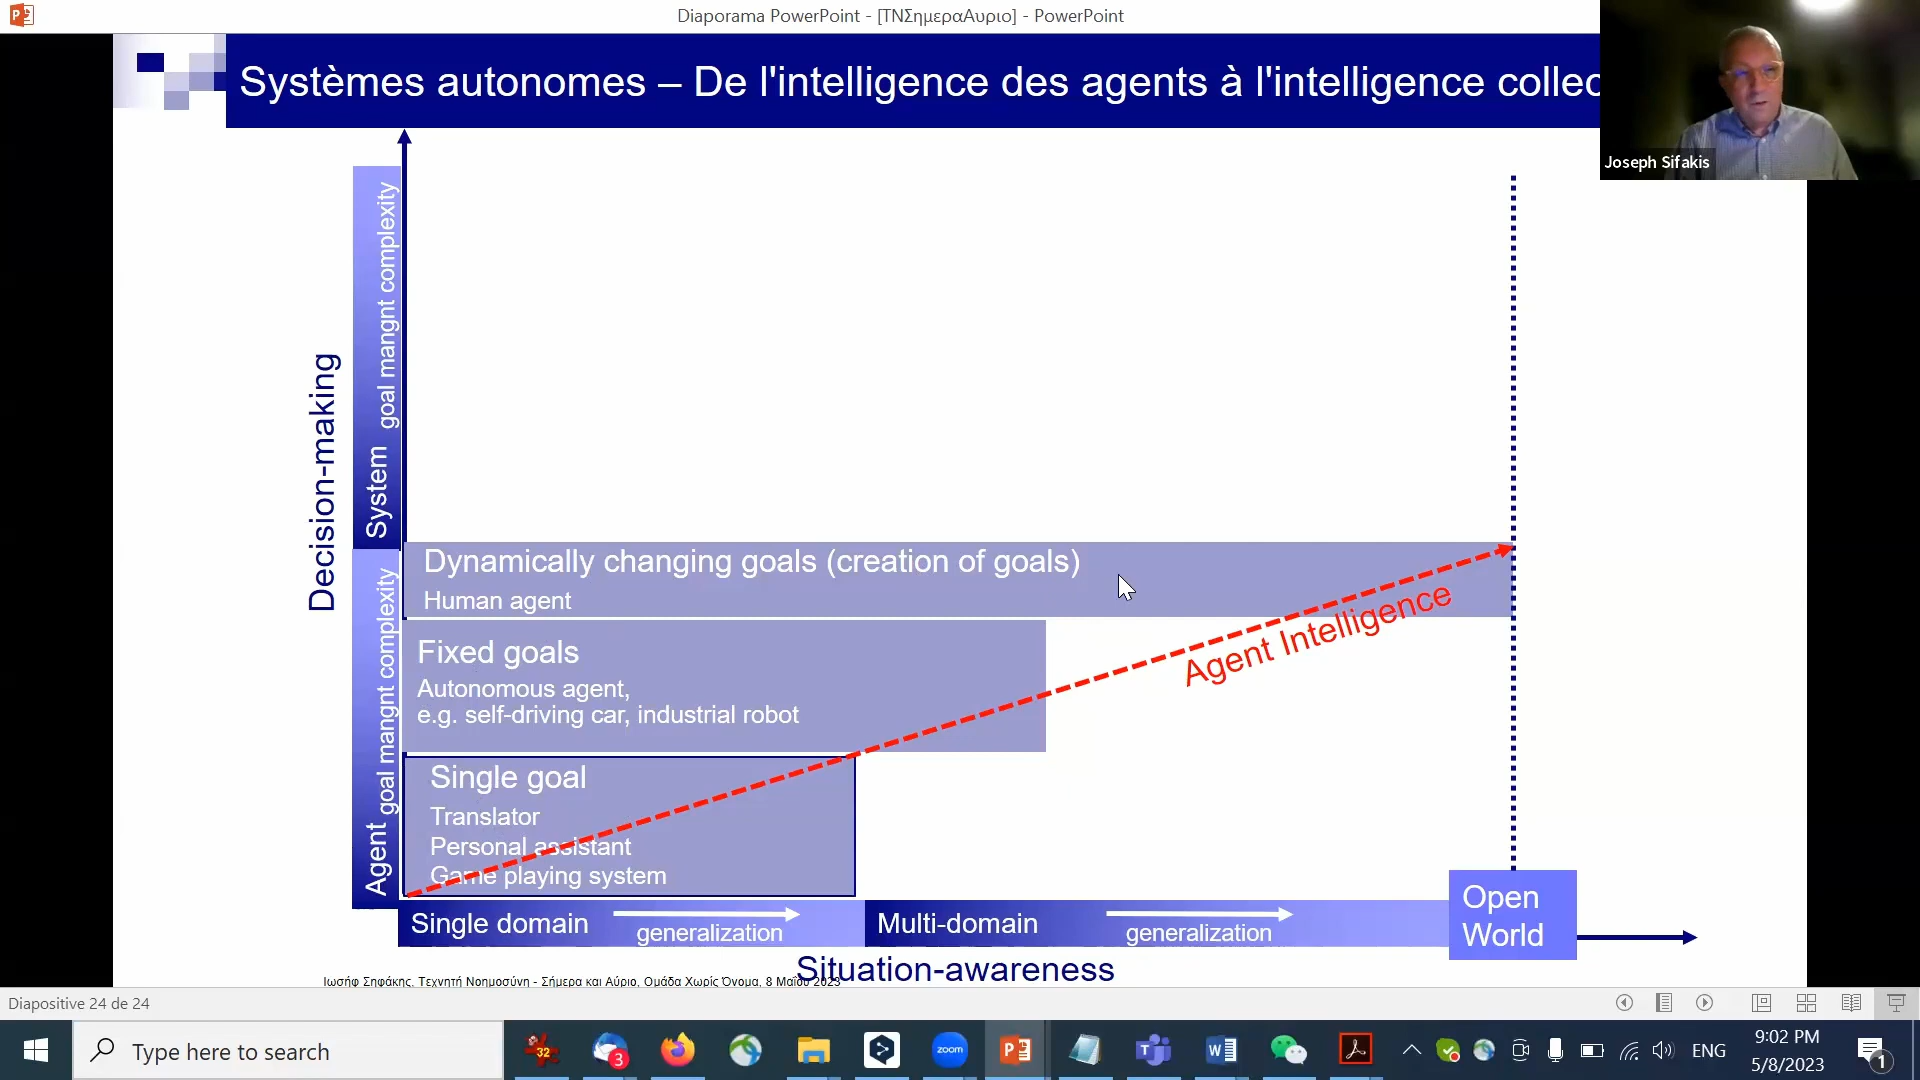 Diaporama PowerPoint - [ΤΝΣημεραΑυριο] - PowerPoint
Systèmes autonomes – De l'intelligence des agents à l'intelligence collec
Joseph Sifakis
Decision-making
System goal mangnt complexity
Agent goal mangnt complexity
Dynamically changing goals (creation of goals)
Human agent
Fixed goals
Autonomous agent,
e.g. self-driving car, industrial robot
Agent Intelligence
Single goal
Translator
Personal assistant
Game playing system
Single domain
generalization
Multi-domain
generalization
Open
World
Situation-awareness
Ιωσήφ Σηφάκης, Τεχνητή Νοημοσύνη - Σήμερα και Αύριο, Ομάδα Χωρίς Όνομα, 8 Μαΐου 2023
Diapositive 24 de 24
Type here to search
32
3
zoom
ENG
9:02 PM
5/8/2023
1